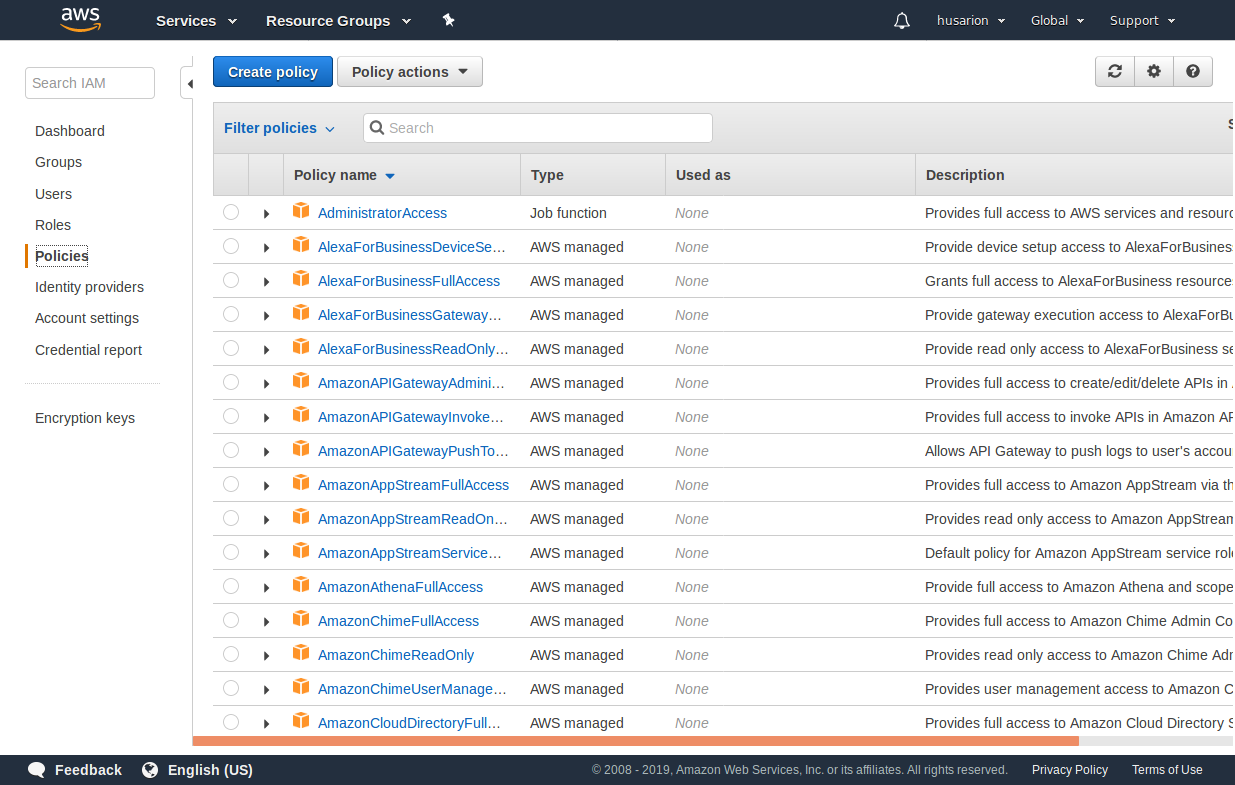 aws Services Resource Groups husarion Global Support
Search IAM
Dashboard
Groups
Users
Roles
Policies
Identity providers
Account settings
Credential report
Encryption keys
Create policy Policy actions
Filter policies Search
Policy name Type Used as Description
AdministratorAccess Job function None Provides full access to AWS services and resourc
AlexaForBusinessDeviceSe... AWS managed None Provide device setup access to AlexaForBusiness
AlexaForBusinessFullAccess AWS managed None Grants full access to AlexaForBusiness resources
AlexaForBusinessGateway... AWS managed None Provide gateway execution access to AlexaForBu
AlexaForBusinessReadOnly... AWS managed None Provide read only access to AlexaForBusiness se
AmazonAPIGatewayAdmini... AWS managed None Provides full access to create/edit/delete APIs in
AmazonAPIGatewayInvoke... AWS managed None Provides full access to invoke APIs in Amazon AP
AmazonAPIGatewayPushTo... AWS managed None Allows API Gateway to push logs to user's accou
AmazonAppStreamFullAccess AWS managed None Provides full access to Amazon AppStream via th
AmazonAppStreamReadOn... AWS managed None Provides read only access to Amazon AppStream
AmazonAppStreamService... AWS managed None Default policy for Amazon AppStream service role
AmazonAthenaFullAccess AWS managed None Provide full access to Amazon Athena and scope
AmazonChimeFullAccess AWS managed None Provides full access to Amazon Chime Admin Co
AmazonChimeReadOnly AWS managed None Provides read only access to Amazon Chime Adm
AmazonChimeUserManage... AWS managed None Provides user management access to Amazon C
AmazonCloudDirectoryFull... AWS managed None Provides full access to Amazon Cloud Directory S
Feedback English (US) © 2008 - 2019, Amazon Web Services, Inc. or its affiliates. All rights reserved. Privacy Policy Terms of Use